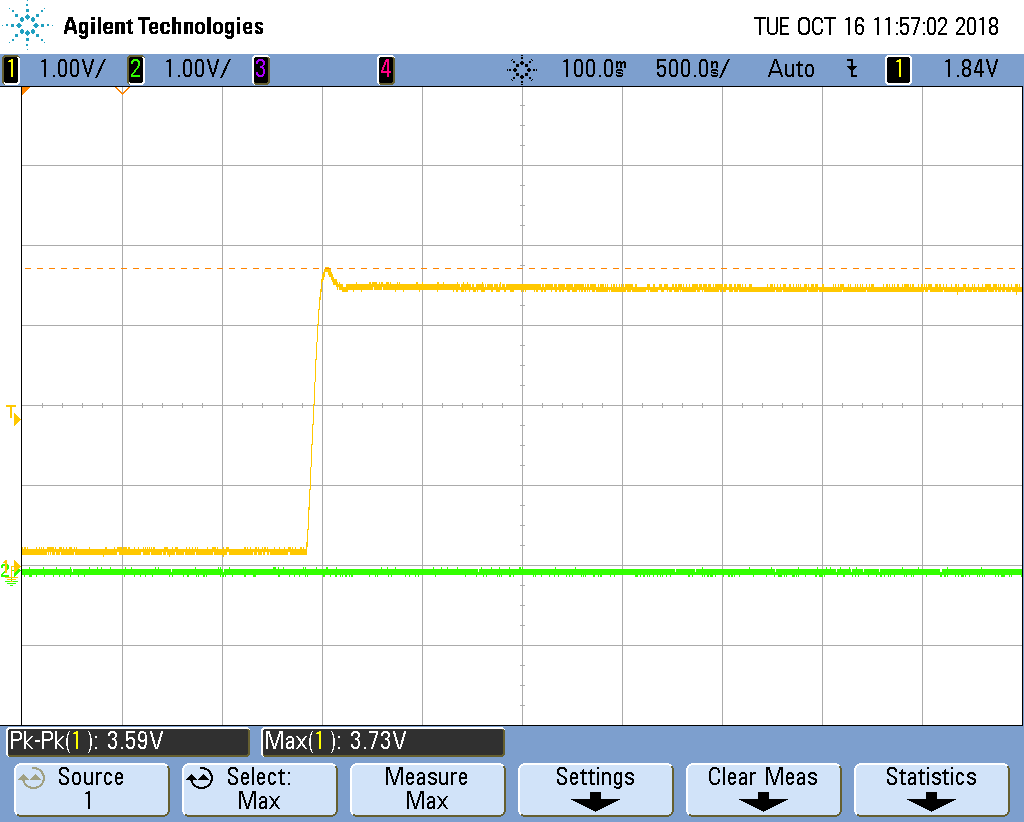 Agilent Technologies
TUE OCT 16 11:57:02 2018
1 1.00V/ 2 1.00V/ 3 4 100.0ms 500.0ns/ Auto 1 1.84V
T
2
Pk-Pk(1): 3.59V Max(1): 3.73V
Source Select: Measure Settings Clear Meas Statistics
1 Max Max